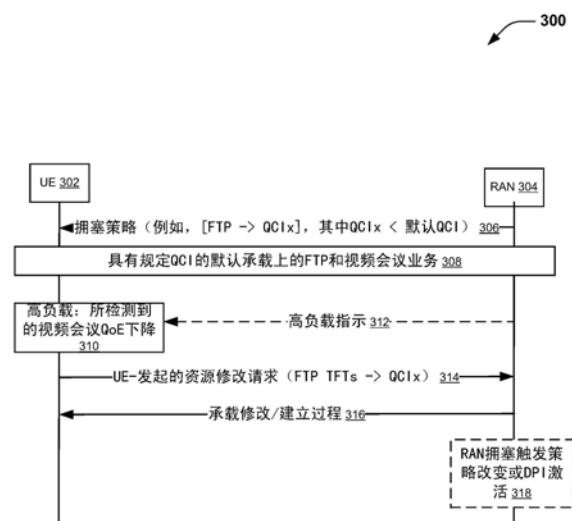 300
UE 302
RAN 304
拥塞策略（例如，[FTP -> QCIx]，其中QCIx < 默认QCI）306
具有规定QCI的默认承载上的FTP和视频会议业务 308
高负载：所检测到
的视频会议QoE下降
310
高负载指示 312
UE-发起的资源修改请求（FTP TFTs -> QCIx）314
承载修改/建立过程 316
RAN拥塞触发策
略改变或DPI激
活 318